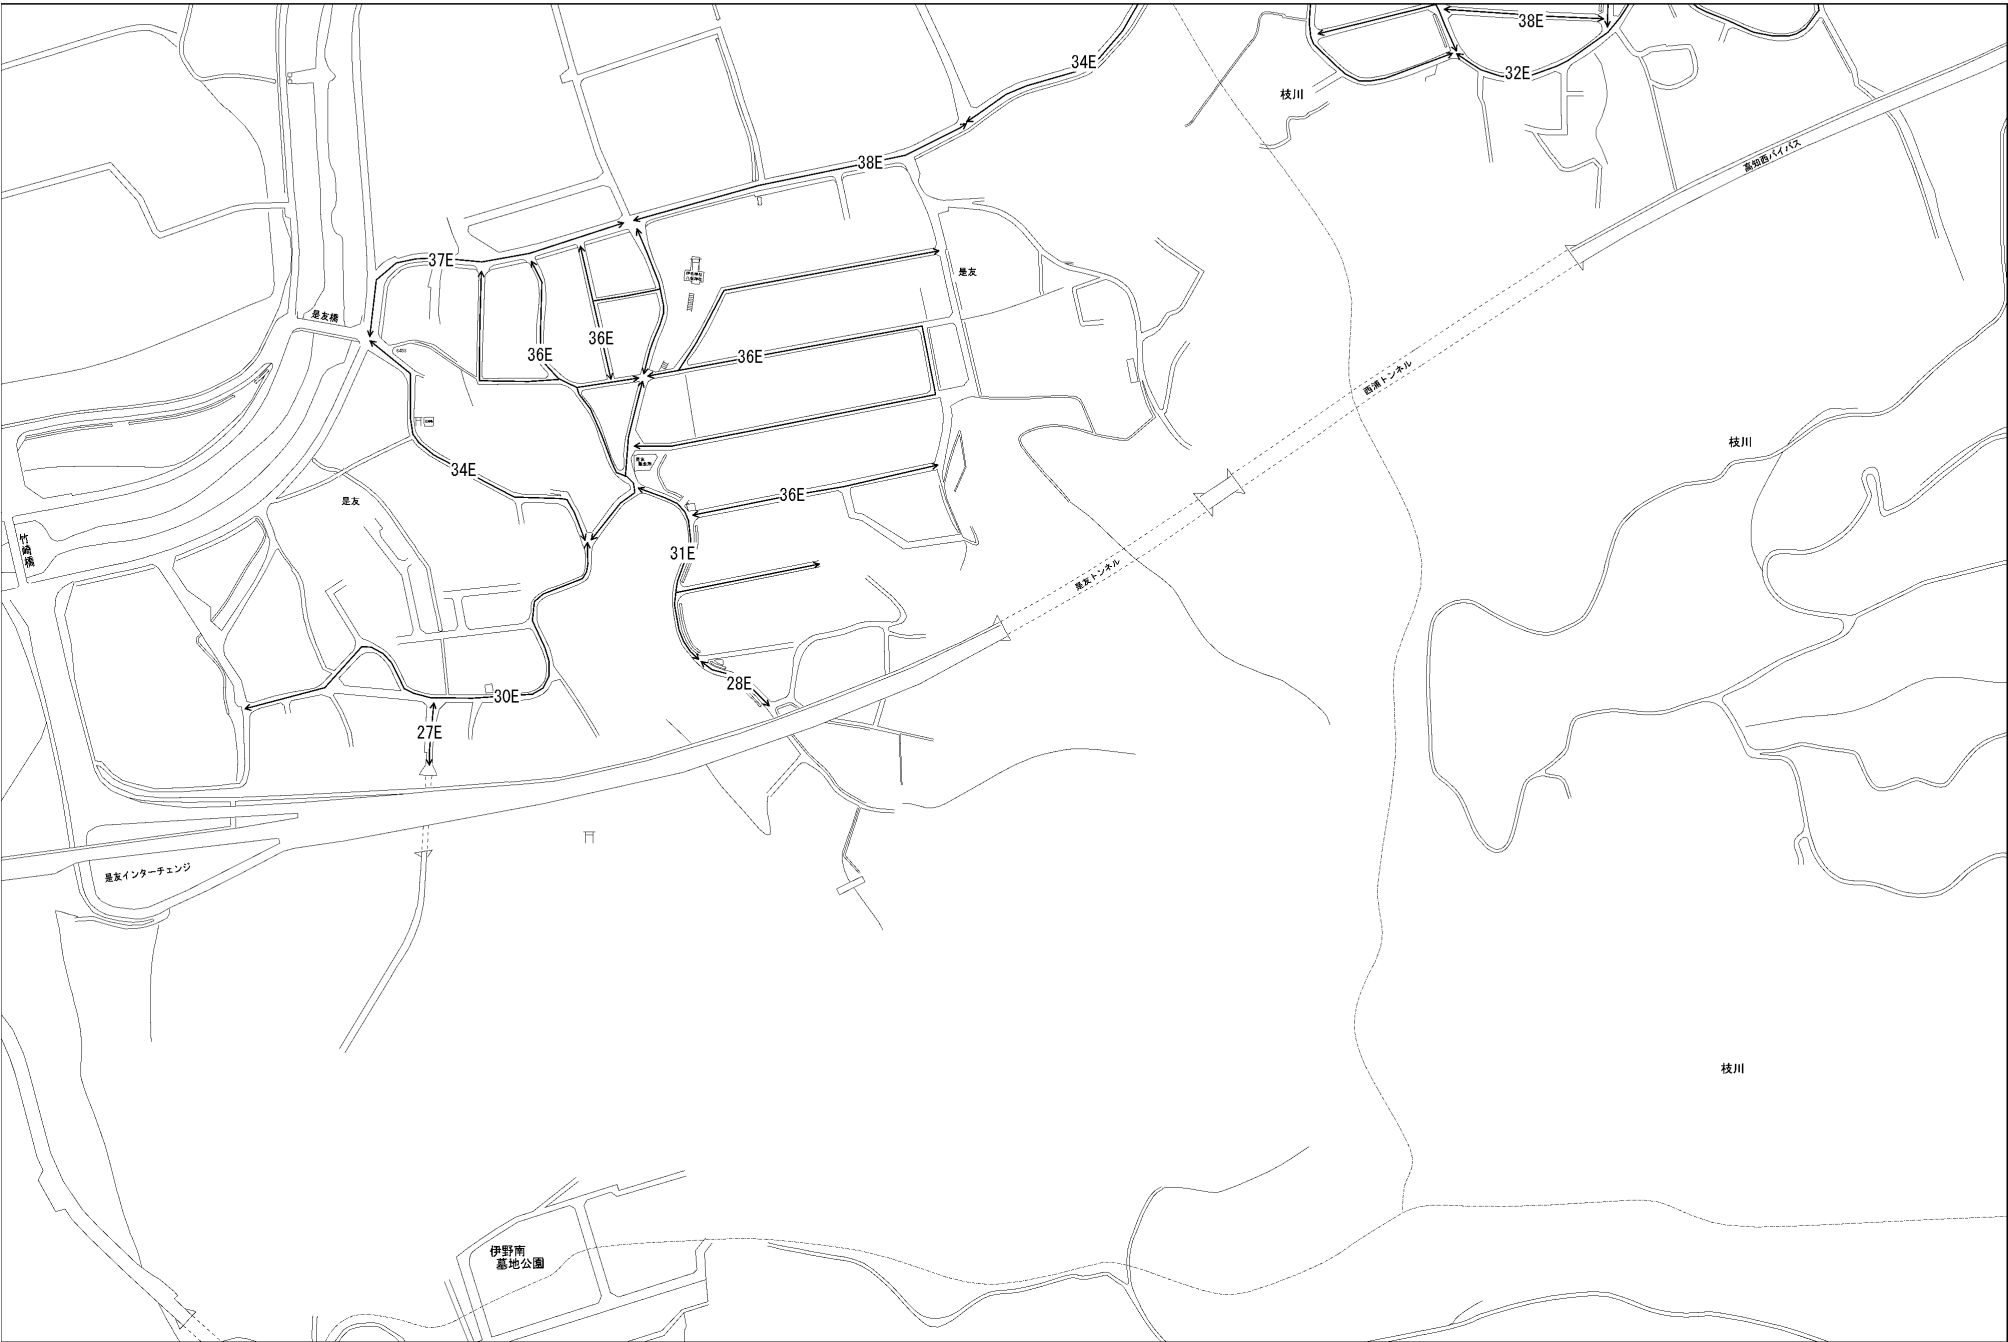 38E
34E
32E
枝川
高知西バイパス
38E
37E
是友
是友橋
36E
36E
36E
西浦トンネル
枝川
34E
36E
是友
竹崎橋
31E
是友トンネル
28E
30E
27E
是友インターチェンジ
枝川
伊野南
墓地公園